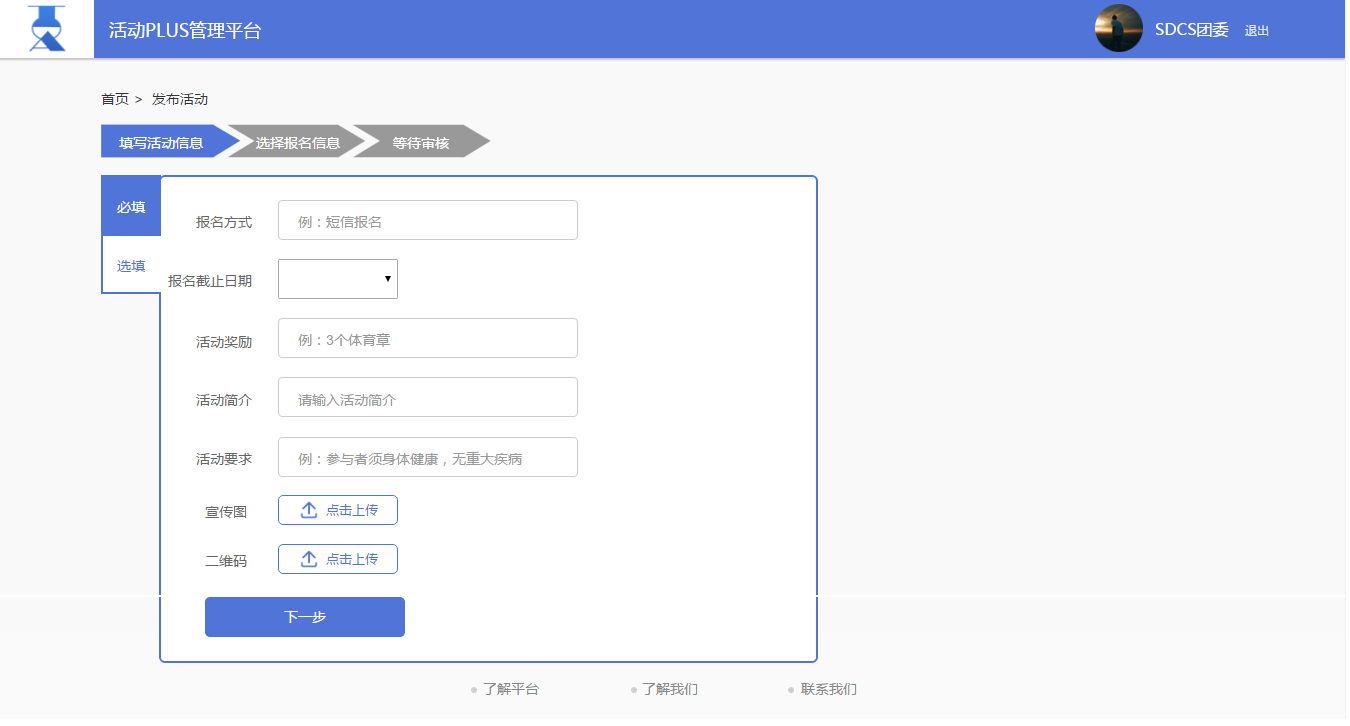 活动PLUS管理平台
SDCS团委 退出
首页 > 发布活动
填写活动信息 选择报名信息 等待审核
必填
选填
报名方式 例：短信报名
报名截止日期
活动奖励 例：3个体育章
活动简介 请输入活动简介
活动要求 例：参与者须身体健康，无重大疾病
宣传图 点击上传
二维码 点击上传
下一步
了解平台 了解我们 联系我们